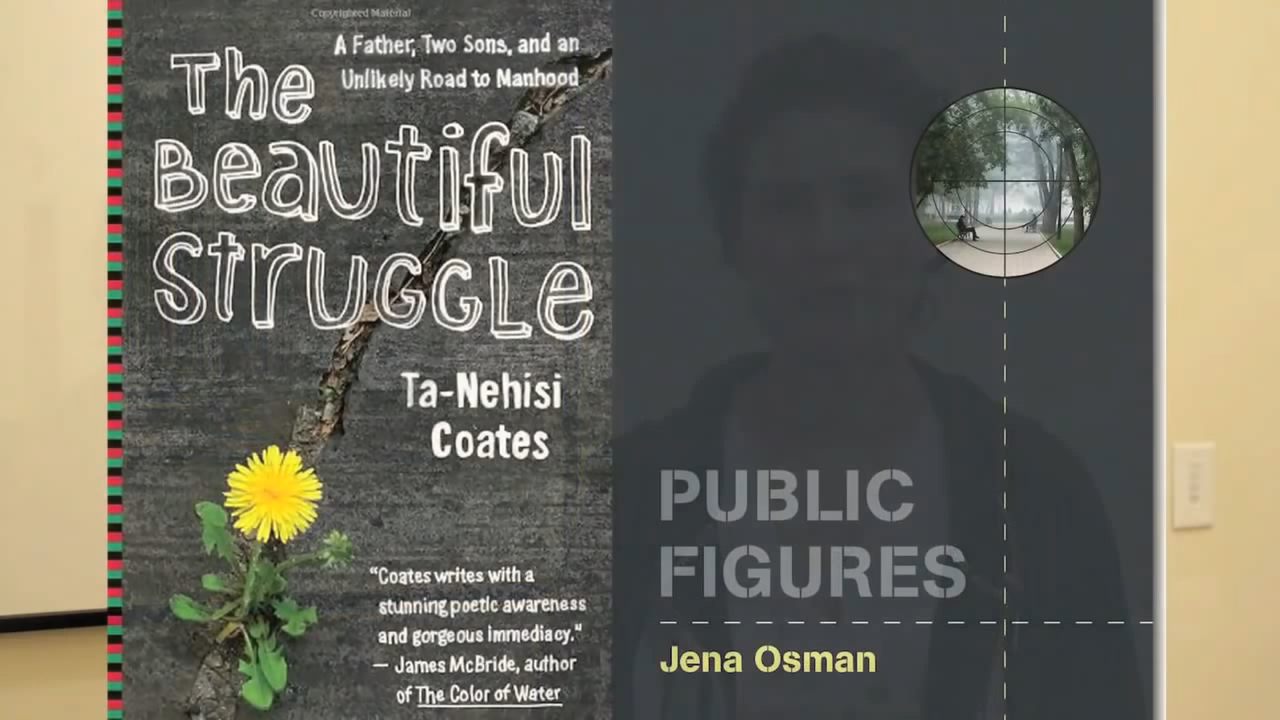 Copyrighted Material
A Father, Two Sons, and an
Unlikely Road to Manhood
The
Beautiful
Struggle
Ta-Nehisi
Coates
"Coates writes with a
stunning poetic awareness
and gorgeous immediacy."
— James McBride, author
of The Color of Water
PUBLIC
FIGURES
Jena Osman